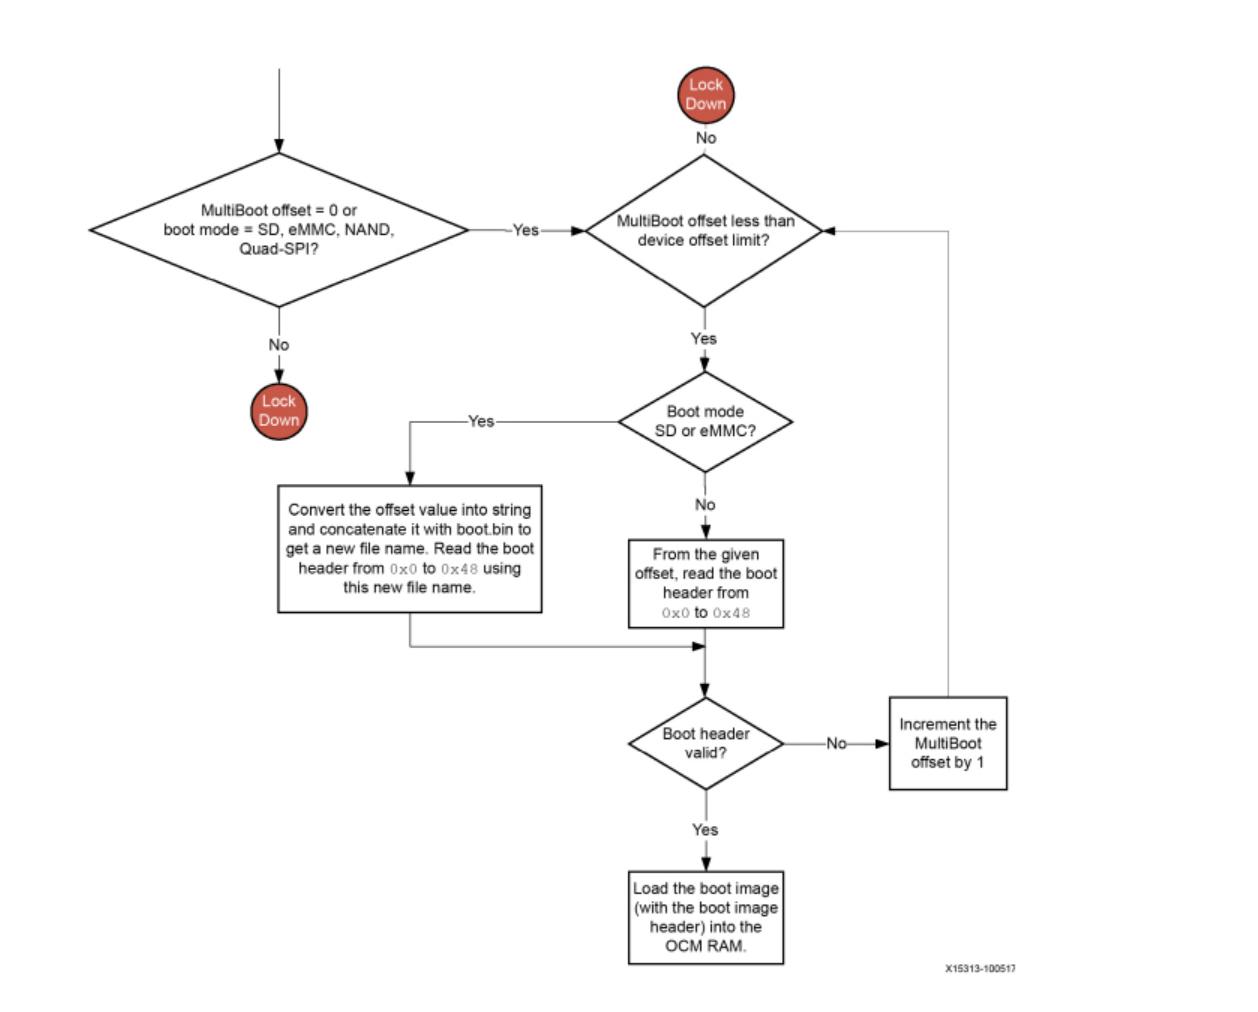 Lock
Down
No
MultiBoot offset = 0 or
boot mode = SD, eMMC, NAND,
Quad-SPI?
Yes
MultiBoot offset less than
device offset limit?
No
Yes
Lock
Down
Yes
Boot mode
SD or eMMC?
No
Convert the offset value into string
and concatenate it with boot.bin to
get a new file name. Read the boot
header from 0x0 to 0x48 using
this new file name.
From the given
offset, read the boot
header from
0x0 to 0x48
Boot header
valid?
No
Increment the
MultiBoot
offset by 1
Yes
Load the boot image
(with the boot image
header) into the
OCM RAM.
X15313-100517